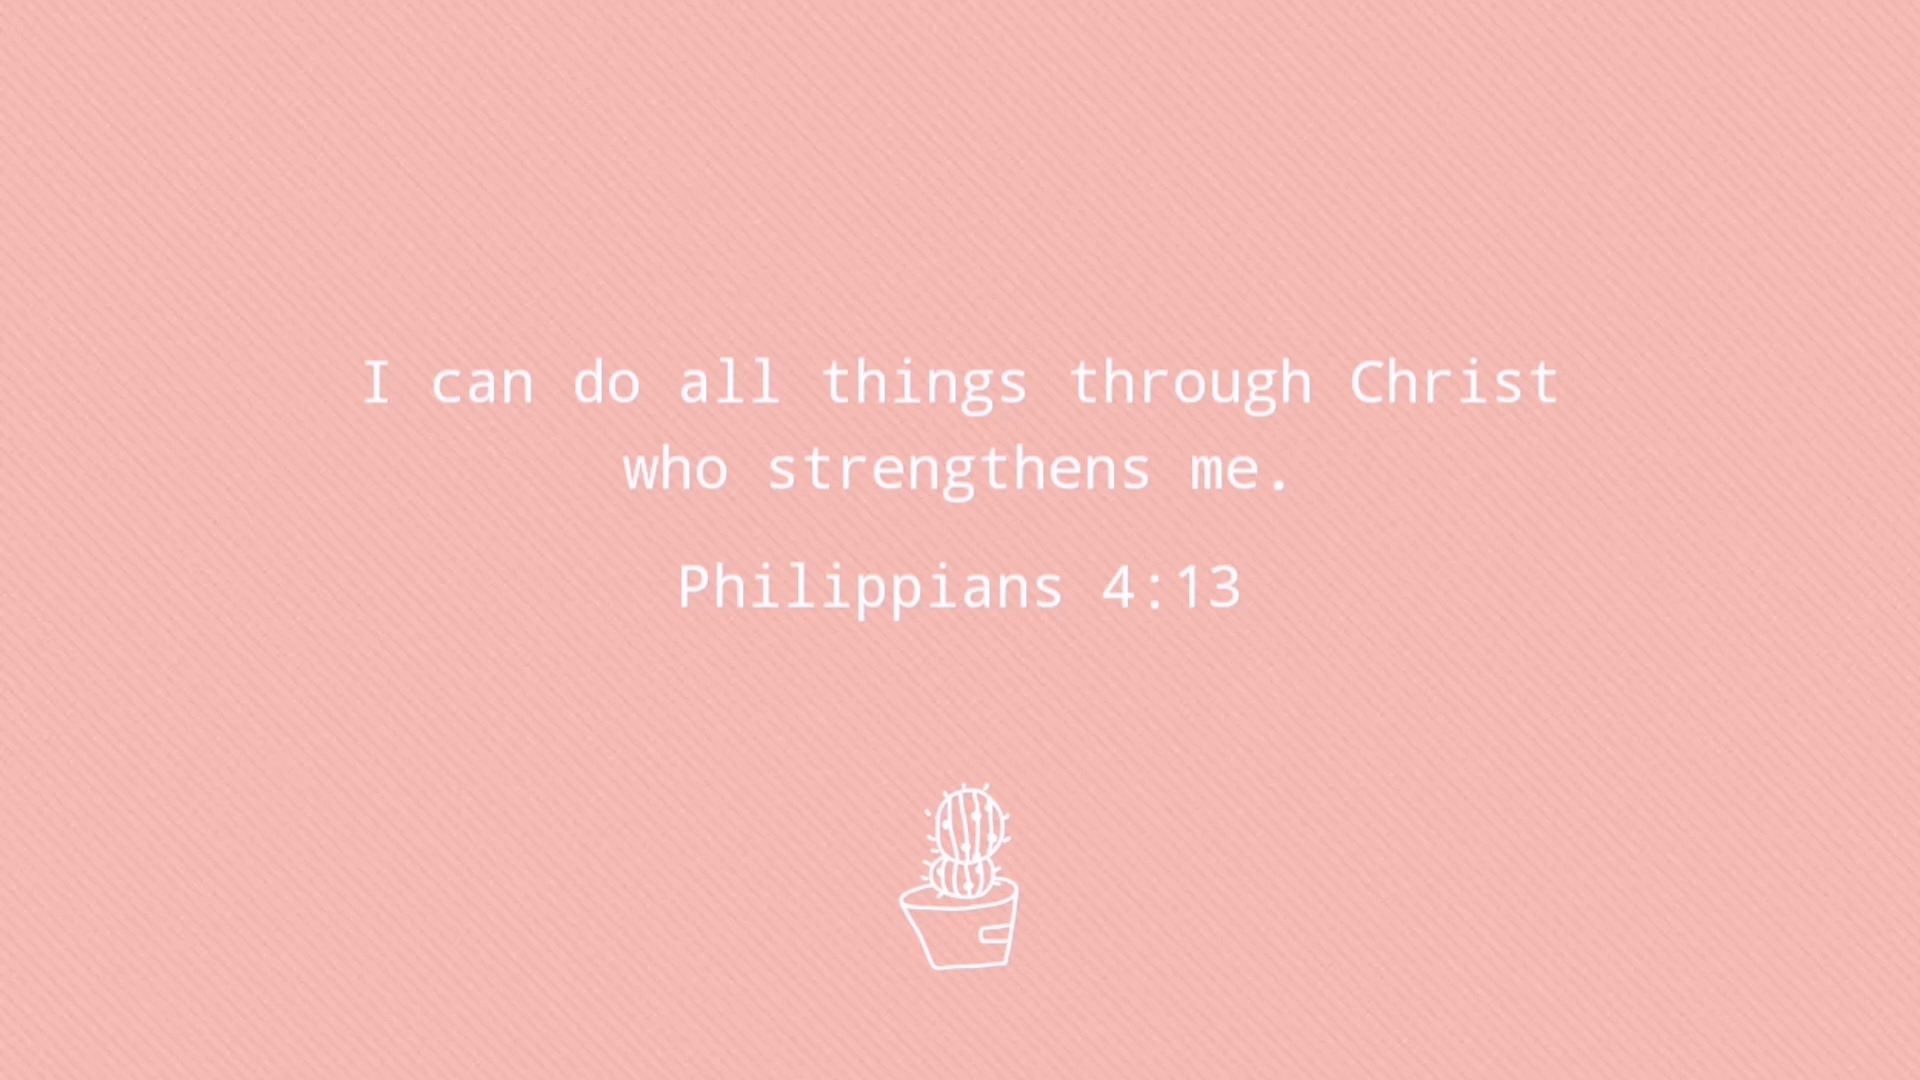 I can do all things through Christ
who strengthens me.
Philippians 4:13